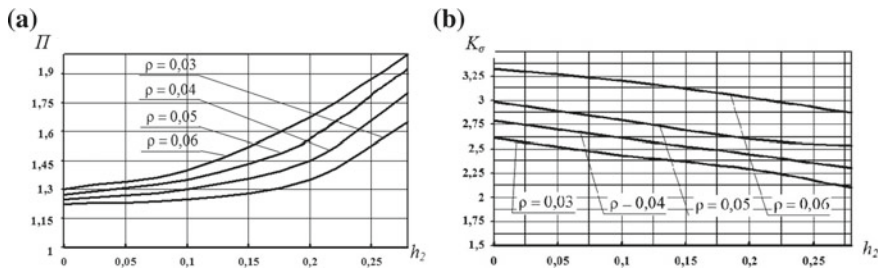 (a)
П
1,9
1,75
1,6
1,45
1,3
1,15
1
ρ = 0,03
ρ = 0,04
ρ = 0,05
ρ = 0,06
0
0,05
0,1
0,15
0,2
0,25
h2
(b)
Kσ
3,25
3
2,75
2,5
2,25
2
1,75
1,5
ρ = 0,03
ρ – 0,04
ρ = 0,05
ρ = 0,06
0
0,05
0,1
0,15
0,2
0,25
h2